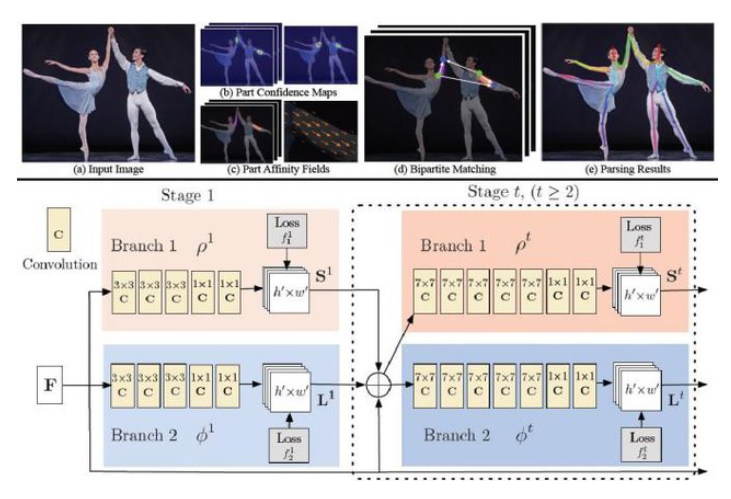 (b) Part Confidence Maps
(a) Input Image
(c) Part Affinity Fields
(d) Bipartite Matching
(e) Parsing Results
Stage 1
Stage t, (t ≥ 2)
C
Convolution
Branch 1 ρ¹
Loss
f₁¹
3×3 C 3×3 C 3×3 C 1×1 C 1×1 C
h′×w′
S¹
Branch 1 ρᵗ
Loss
f₁ᵗ
7×7 C 7×7 C 7×7 C 7×7 C 7×7 C 1×1 C 1×1 C
h′×w′
Sᵗ
F
3×3 C 3×3 C 3×3 C 1×1 C 1×1 C
h′×w′
L¹
Branch 2 ϕ¹
Loss
f₂¹
7×7 C 7×7 C 7×7 C 7×7 C 7×7 C 1×1 C 1×1 C
h′×w′
Lᵗ
Branch 2 ϕᵗ
Loss
f₂ᵗ